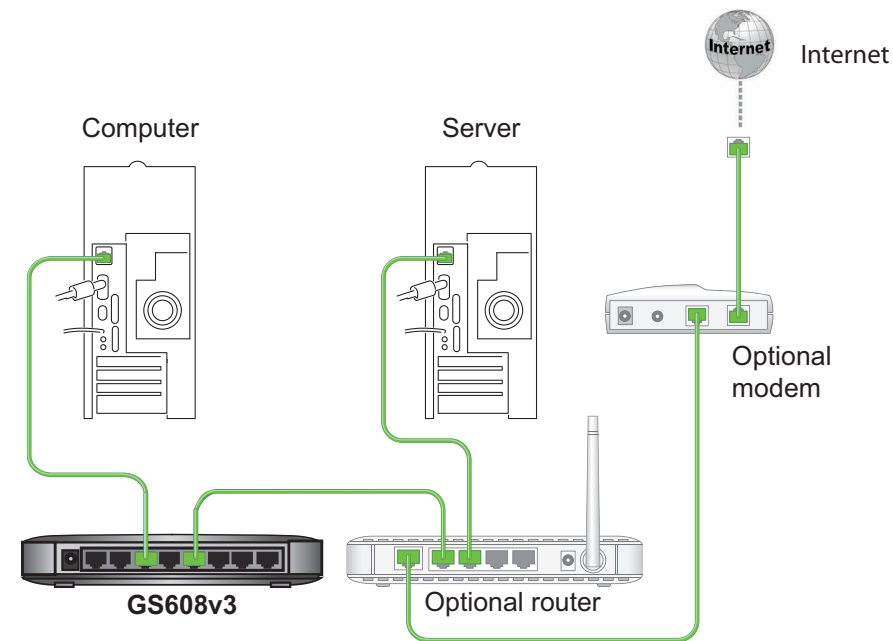 Internet
Internet
Computer
Server
Optional
modem
GS608v3
Optional router